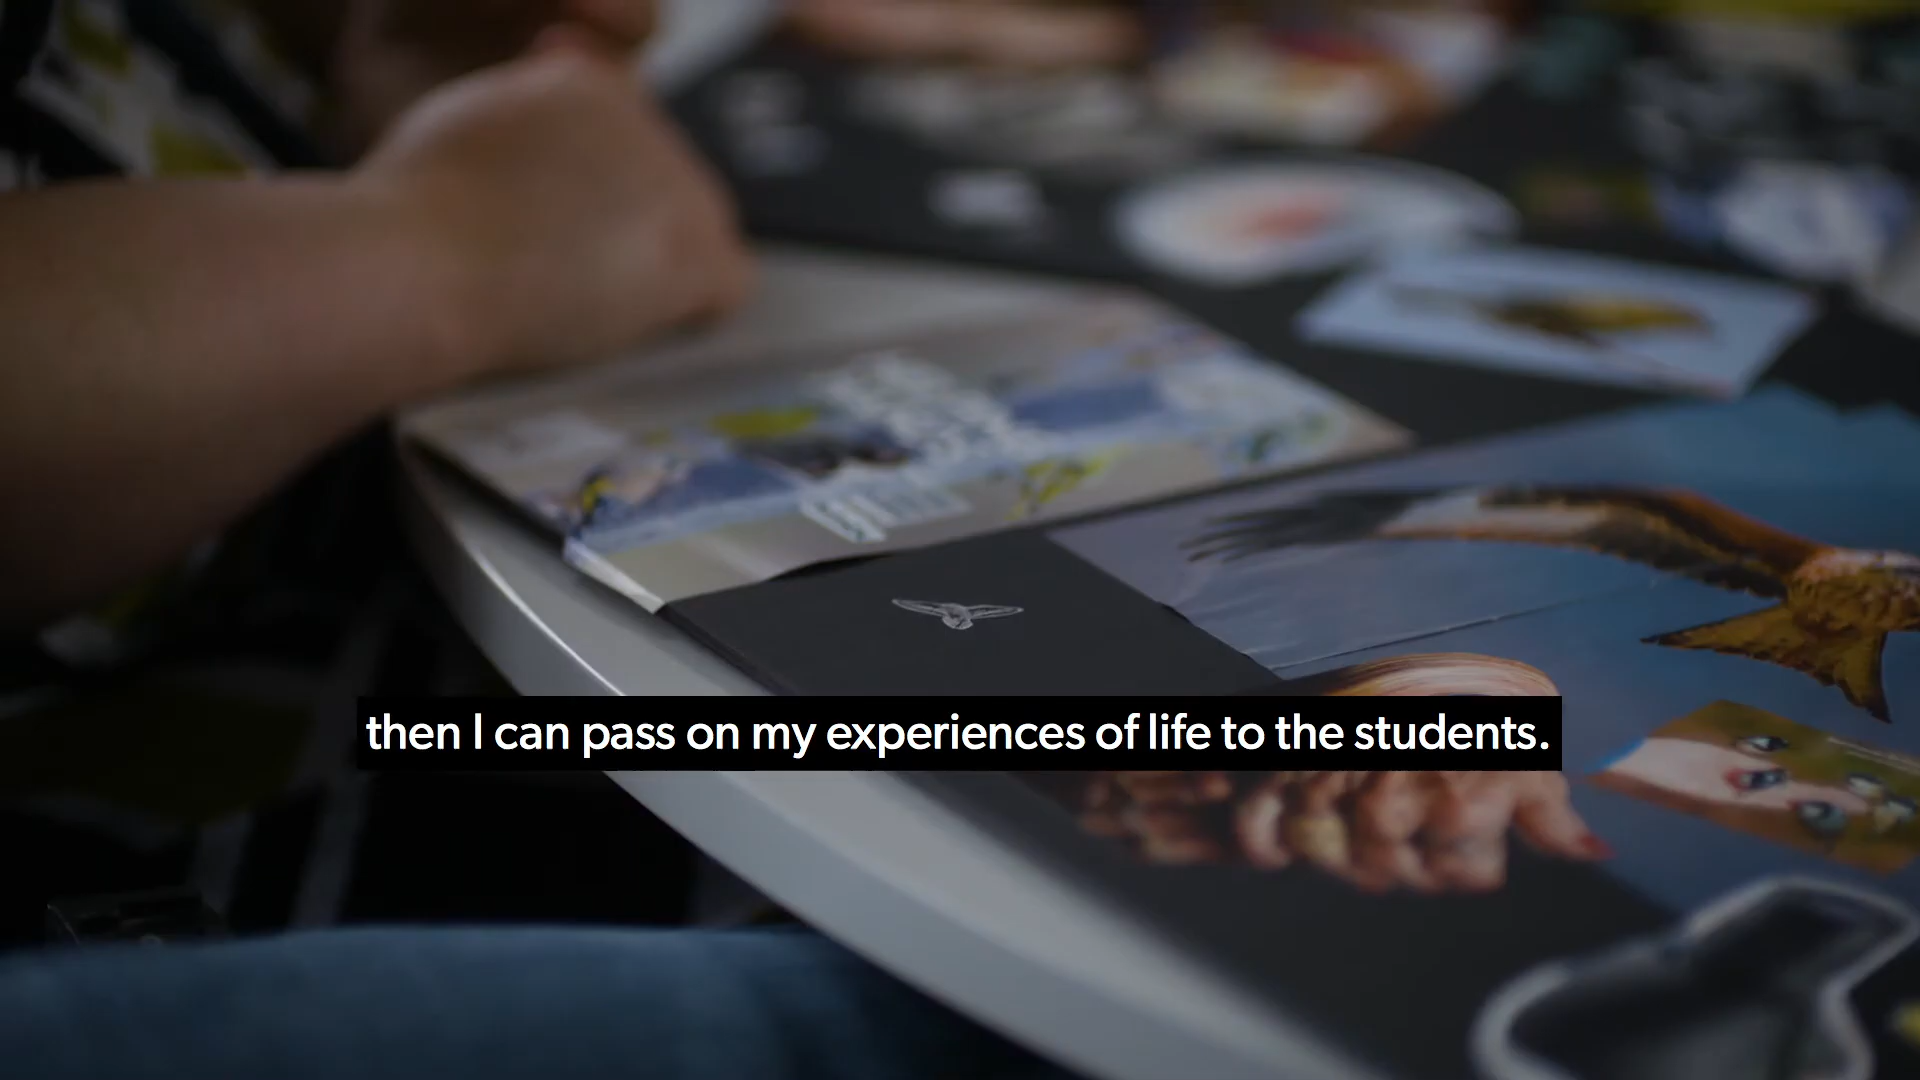 then I can pass on my experiences of life to the students.